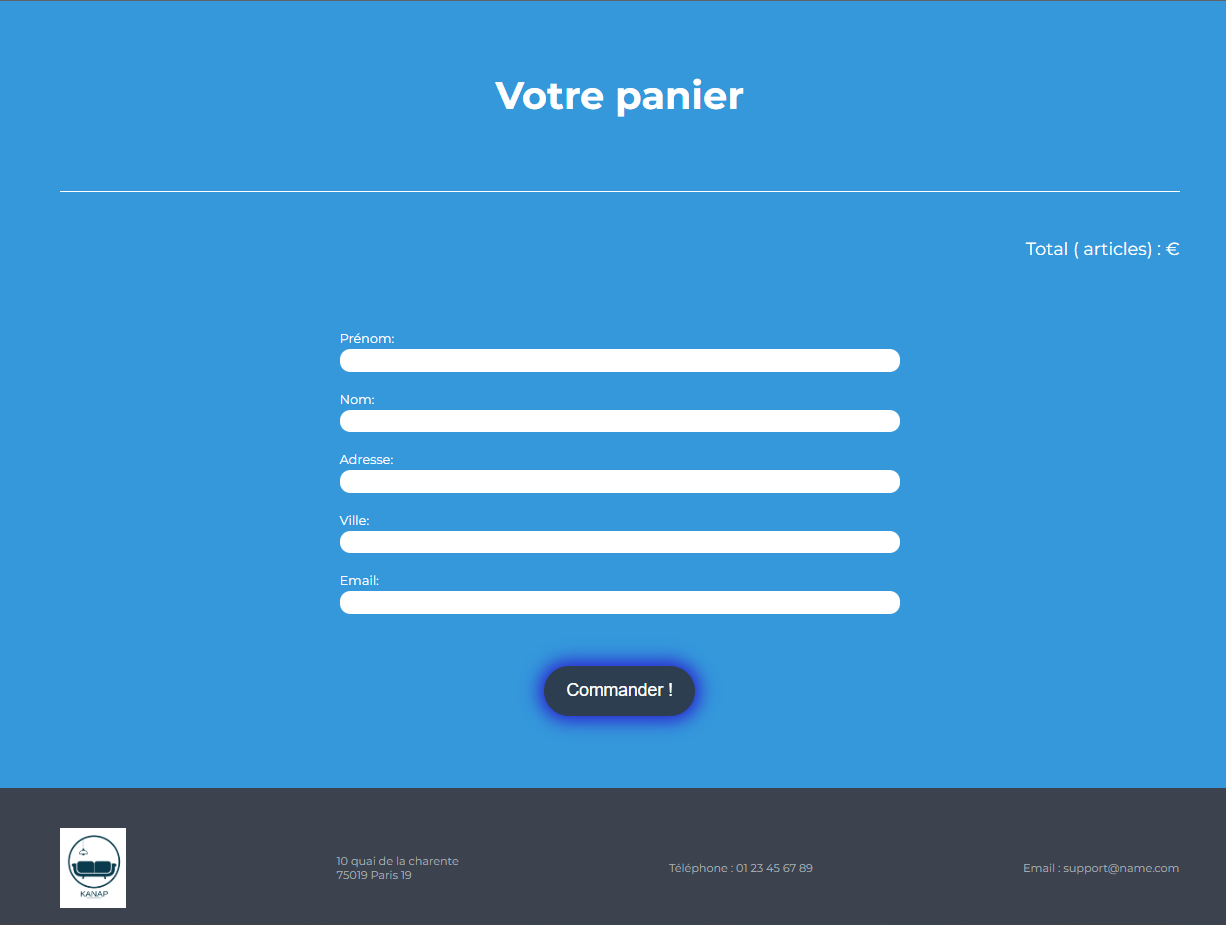 Votre panier
Total ( articles) : €
Prénom:
Nom:
Adresse:
Ville:
Email:
Commander !
KANAP
10 quai de la charente
75019 Paris 19
Téléphone : 01 23 45 67 89
Email : support@name.com